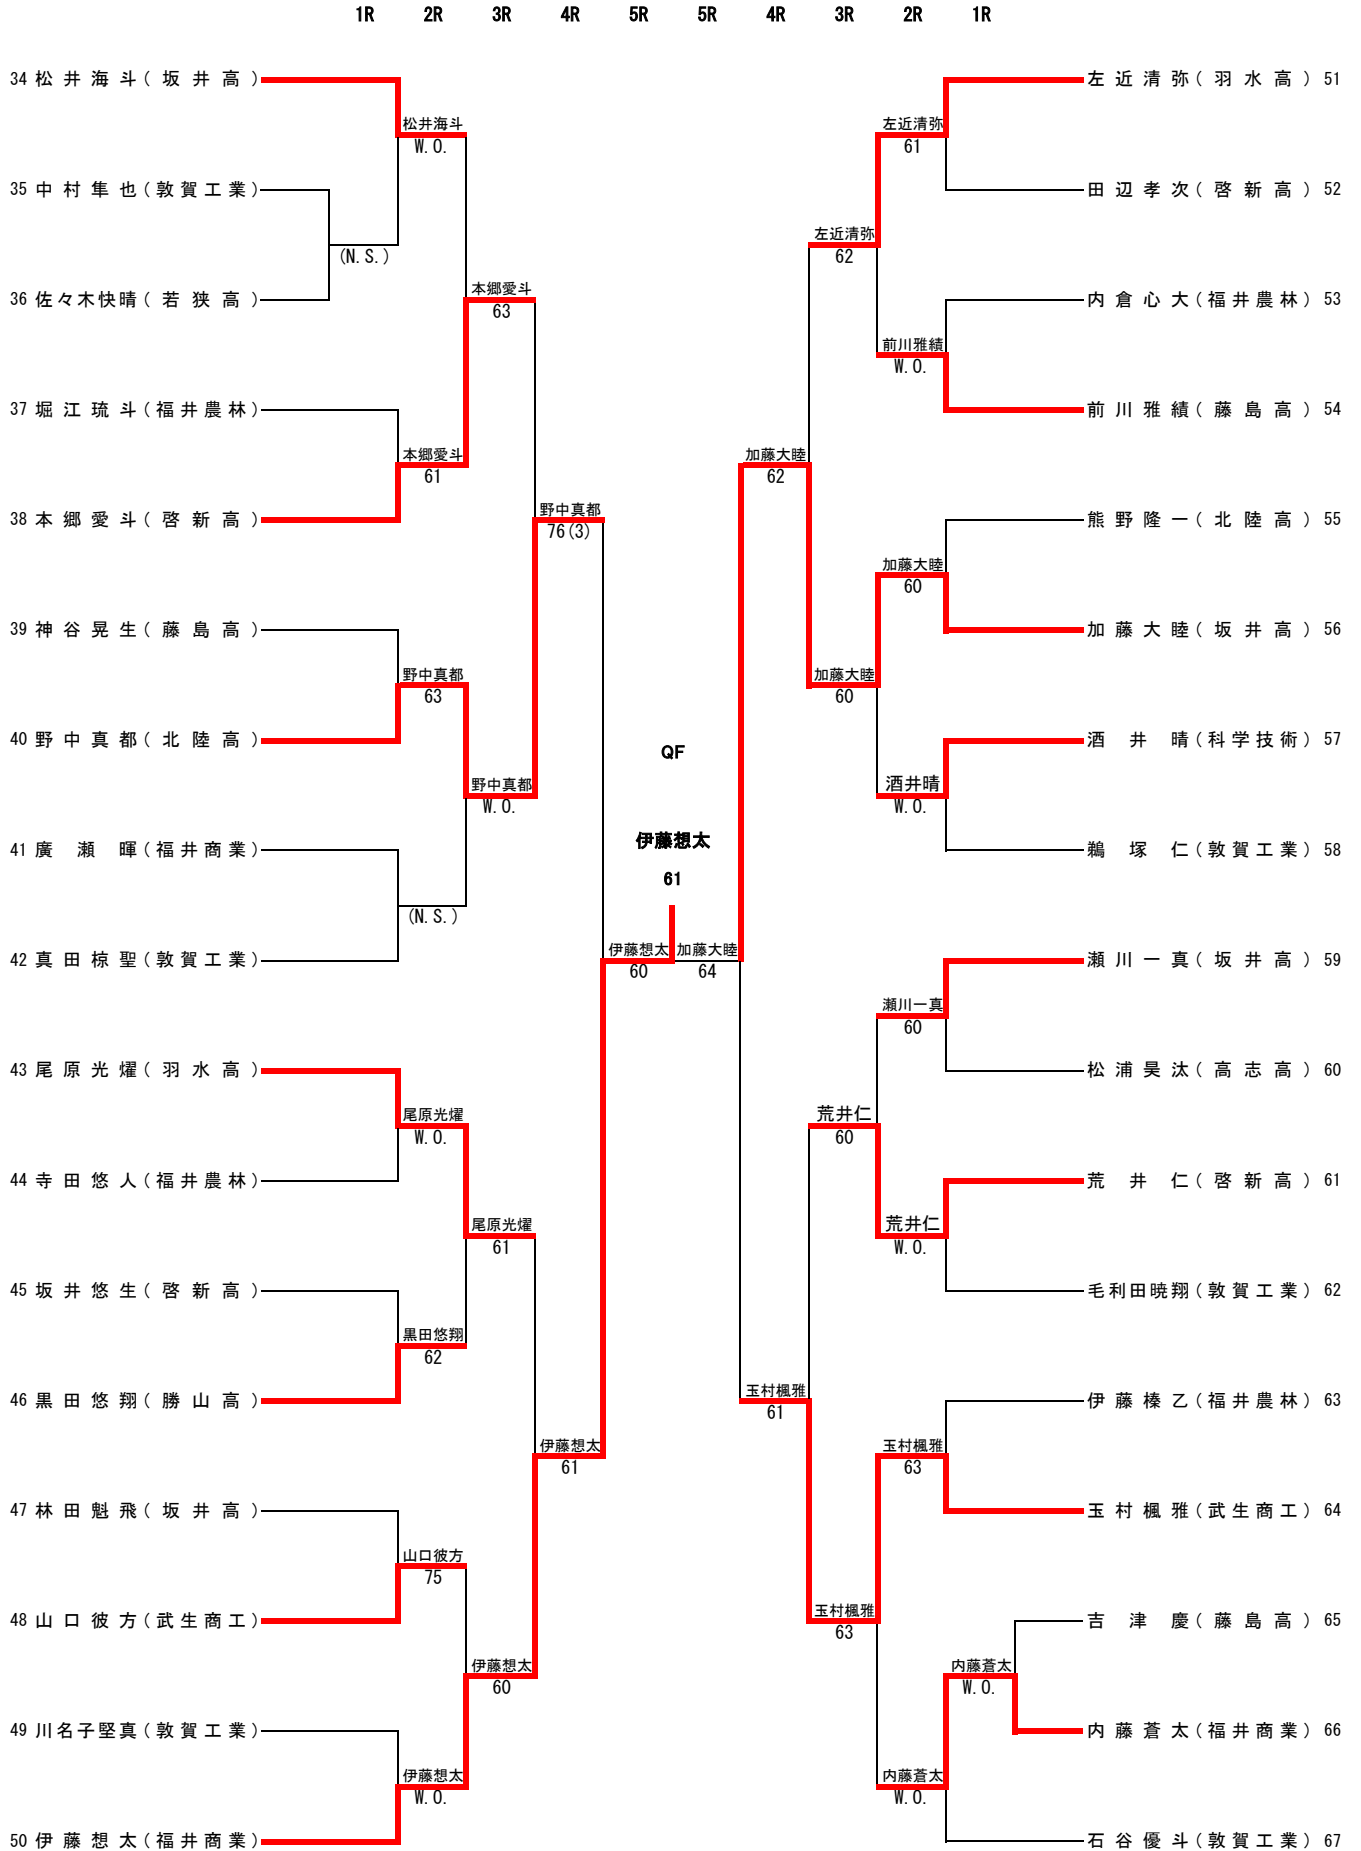 1R 2R 3R 4R 5R 5R 4R 3R 2R 1R
34 松井海斗(坂井高)
35 中村隼也(敦賀工業)
36 佐々木快晴(若狭高)
37 堀江琉斗(福井農林)
38 本郷愛斗(啓新高)
39 神谷晃生(藤島高)
40 野中真都(北陸高)
41 廣瀬暉(福井商業)
42 真田椋聖(敦賀工業)
43 尾原光燿(羽水高)
44 寺田悠人(福井農林)
45 坂井悠生(啓新高)
46 黒田悠翔(勝山高)
47 林田魁飛(坂井高)
48 山口彼方(武生商工)
49 川名子堅真(敦賀工業)
50 伊藤想太(福井商業)
(N.S.)
松井海斗
W.O.
本郷愛斗
61
野中真都
63
(N.S.)
尾原光燿
W.O.
黒田悠翔
62
山口彼方
75
伊藤想太
W.O.
本郷愛斗
63
野中真都
W.O.
尾原光燿
61
伊藤想太
60
野中真都
76(3)
伊藤想太
61
伊藤想太
60
QF
伊藤想太
61
加藤大睦
64
加藤大睦
62
玉村楓雅
61
左近清弥
62
加藤大睦
60
荒井仁
60
玉村楓雅
63
左近清弥
61
前川雅績
W.O.
加藤大睦
60
酒井晴
W.O.
瀬川一真
60
荒井仁
W.O.
玉村楓雅
63
内藤蒼太
W.O.
内藤蒼太
W.O.
左近清弥(羽水高) 51
田辺孝次(啓新高) 52
内倉心大(福井農林) 53
前川雅績(藤島高) 54
熊野隆一(北陸高) 55
加藤大睦(坂井高) 56
酒井晴(科学技術) 57
鵜塚仁(敦賀工業) 58
瀬川一真(坂井高) 59
松浦昊汰(高志高) 60
荒井仁(啓新高) 61
毛利田暁翔(敦賀工業) 62
伊藤榛乙(福井農林) 63
玉村楓雅(武生商工) 64
吉津慶(藤島高) 65
内藤蒼太(福井商業) 66
石谷優斗(敦賀工業) 67